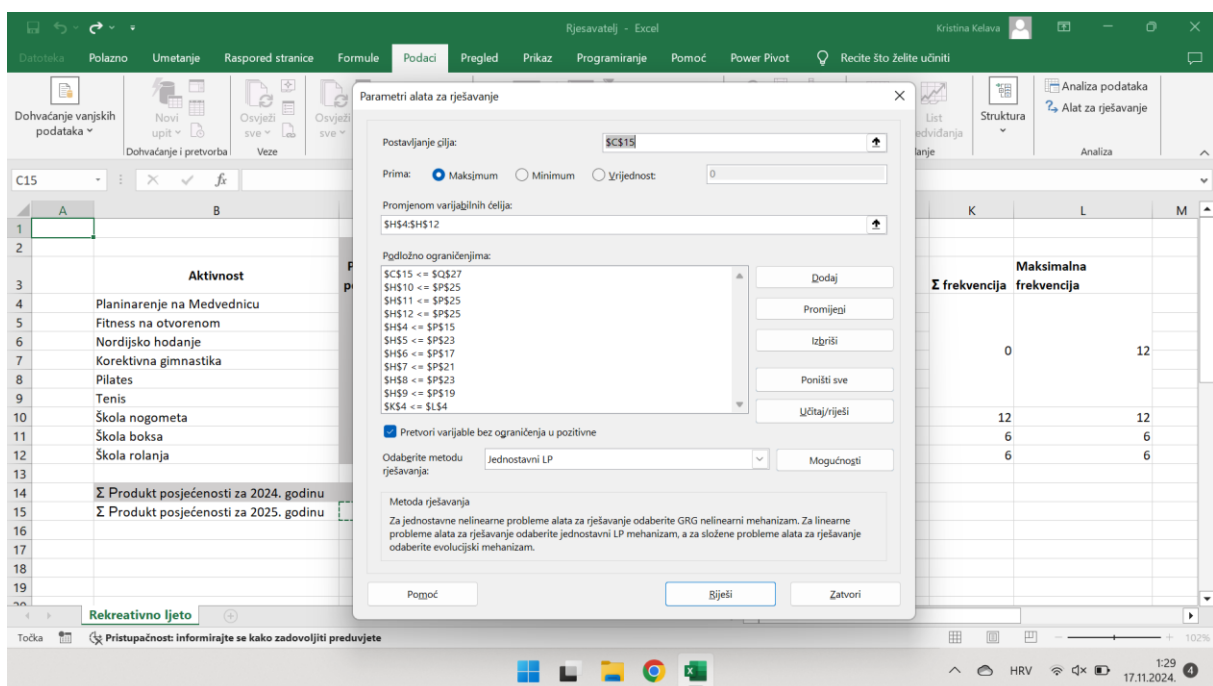 Rjesavatelj - Excel
Kristina Kelava
Datoteka Polazno Umetanje Raspored stranice Formule Podaci Pregled Prikaz Programiranje Pomoć Power Pivot Recite što želite učiniti
Dohvaćanje vanjskih podataka
Novi upit
Dohvaćanje i pretvorba
Osvježi sve
Veze
Osvježi sve
List
Struktura
Analiza podataka
Alat za rješavanje
Analiza
C15
fx
A B K L M
1
2
3 Aktivnost Σ frekvencija Maksimalna frekvencija
4 Planinarenje na Medvednicu
5 Fitness na otvorenom
6 Nordijsko hodanje
7 Korektivna gimnastika 0 12
8 Pilates
9 Tenis
10 Škola nogometa 12 12
11 Škola boksa 6 6
12 Škola rolanja 6 6
13
14 Σ Produkt posjećenosti za 2024. godinu
15 Σ Produkt posjećenosti za 2025. godinu
16
17
18
19
Parametri alata za rješavanje
Postavljanje cilja: $C$15
Prima: Maksimum Minimum Vrijednost: 0
Promjenom varijabilnih ćelija:
$H$4:$H$12
Podložno ograničenjima:
$C$15 <= $Q$27
$H$10 <= $P$25
$H$11 <= $P$25
$H$12 <= $P$25
$H$4 <= $P$15
$H$5 <= $P$23
$H$6 <= $P$17
$H$7 <= $P$21
$H$8 <= $P$23
$H$9 <= $P$19
$K$4 <= $L$4
Dodaj
Promijeni
Izbriši
Poništi sve
Učitaj/riješi
Pretvori varijable bez ograničenja u pozitivne
Odaberite metodu rješavanja: Jednostavni LP
Mogućnosti
Metoda rješavanja
Za jednostavne nelinearne probleme alata za rješavanje odaberite GRG nelinearni mehanizam. Za linearne
probleme alata za rješavanje odaberite jednostavni LP mehanizam, a za složene probleme alata za rješavanje
odaberite evolucijski mehanizam.
Pomoć Riješi Zatvori
Rekreativno ljeto
Točka Pristupačnost: informirajte se kako zadovoljiti preduvjete
102%
HRV
1:29
17.11.2024.
4